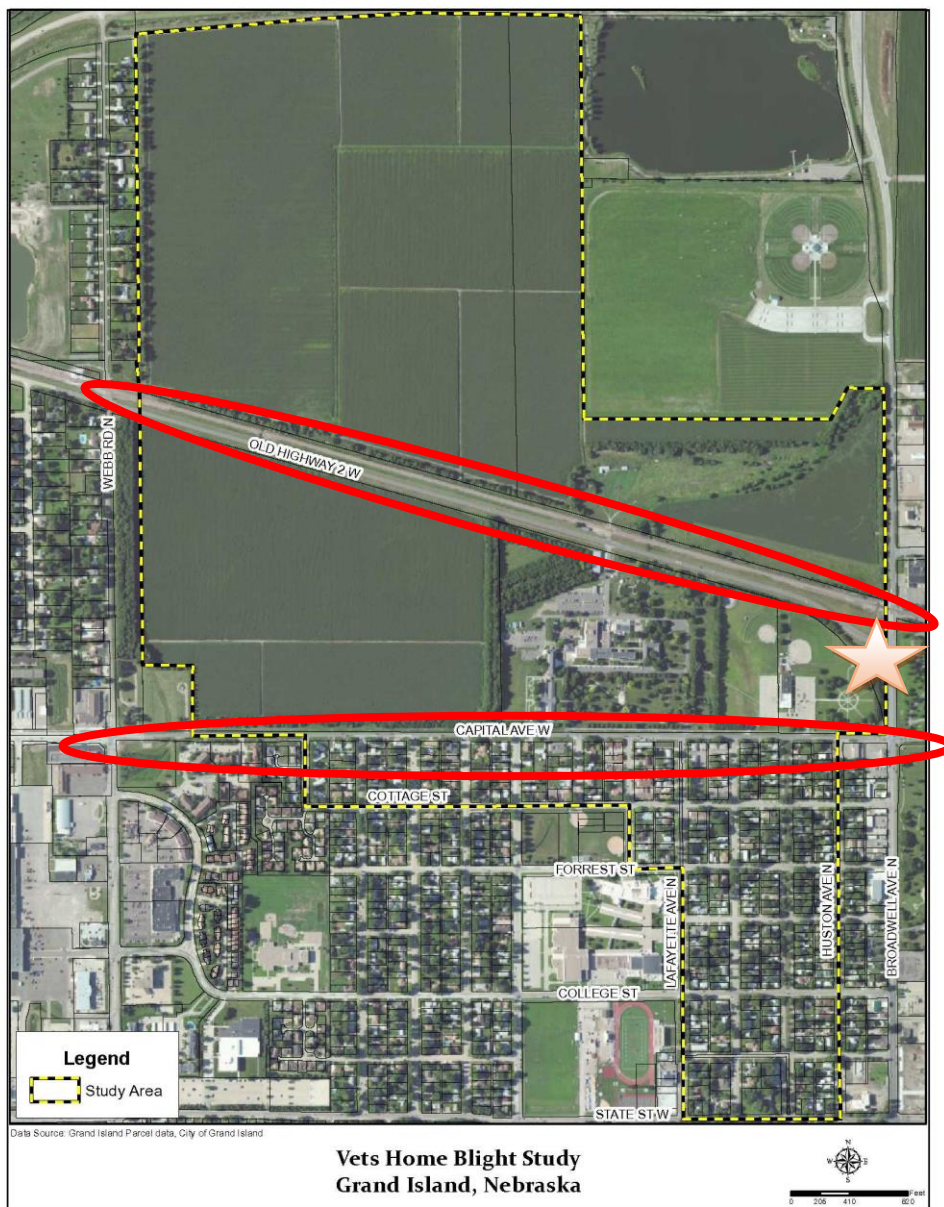 WEBB RD N
OLD HIGHWAY 2 W
CAPITAL AVE W
COTTAGE ST
FORREST ST
LAFAYETTE AVE N
HUSTON AVE N
BROADWELL AVE N
COLLEGE ST
STATE ST W
Legend
Study Area
Data Source: Grand Island Parcel data, City of Grand Island
Vets Home Blight Study
Grand Island, Nebraska
N
W E
S
Feet
0 205 410 820